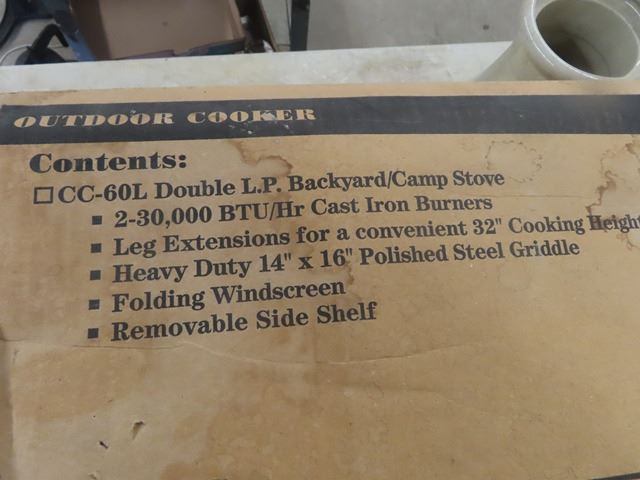 OUTDOOR COOKER
Contents:
☐ CC-60L Double L.P. Backyard/Camp Stove
▪ 2-30,000 BTU/Hr Cast Iron Burners
▪ Leg Extensions for a convenient 32" Cooking Height
▪ Heavy Duty 14" x 16" Polished Steel Griddle
▪ Folding Windscreen
▪ Removable Side Shelf